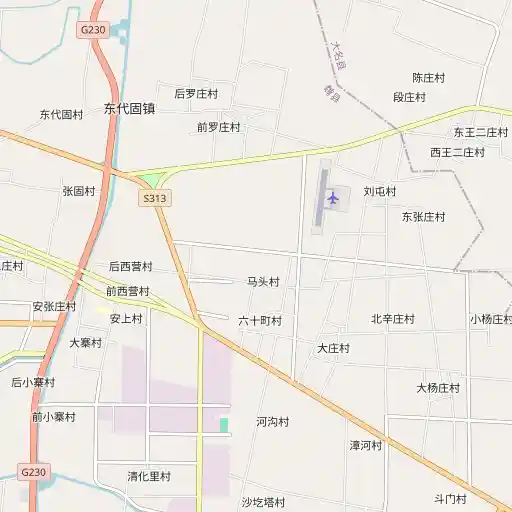 G230
大名县
魏县
陈庄村
段庄村
后罗庄村
东代固镇
东代固村
前罗庄村
东王二庄村
西王二庄村
张固村
S313
刘屯村
东张庄村
后西营村
马头村
前西营村
安张庄村
安上村
六十町村
北辛庄村
小杨庄村
大寨村
大庄村
后小寨村
大杨庄村
前小寨村
河沟村
漳河村
G230
清化里村
沙圪塔村
斗门村